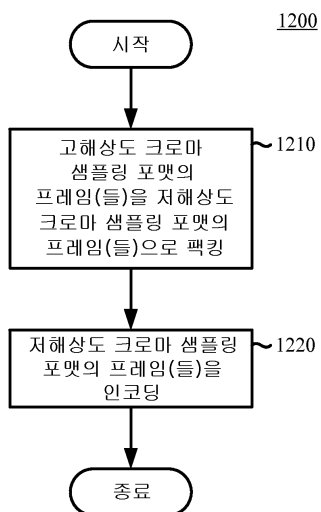 1200
시작
고해상도 크로마
샘플링 포맷의
프레임(들)을 저해상도
크로마 샘플링 포맷의
프레임(들)으로 팩킹
1210
저해상도 크로마 샘플링
포맷의 프레임(들)을
인코딩
1220
종료